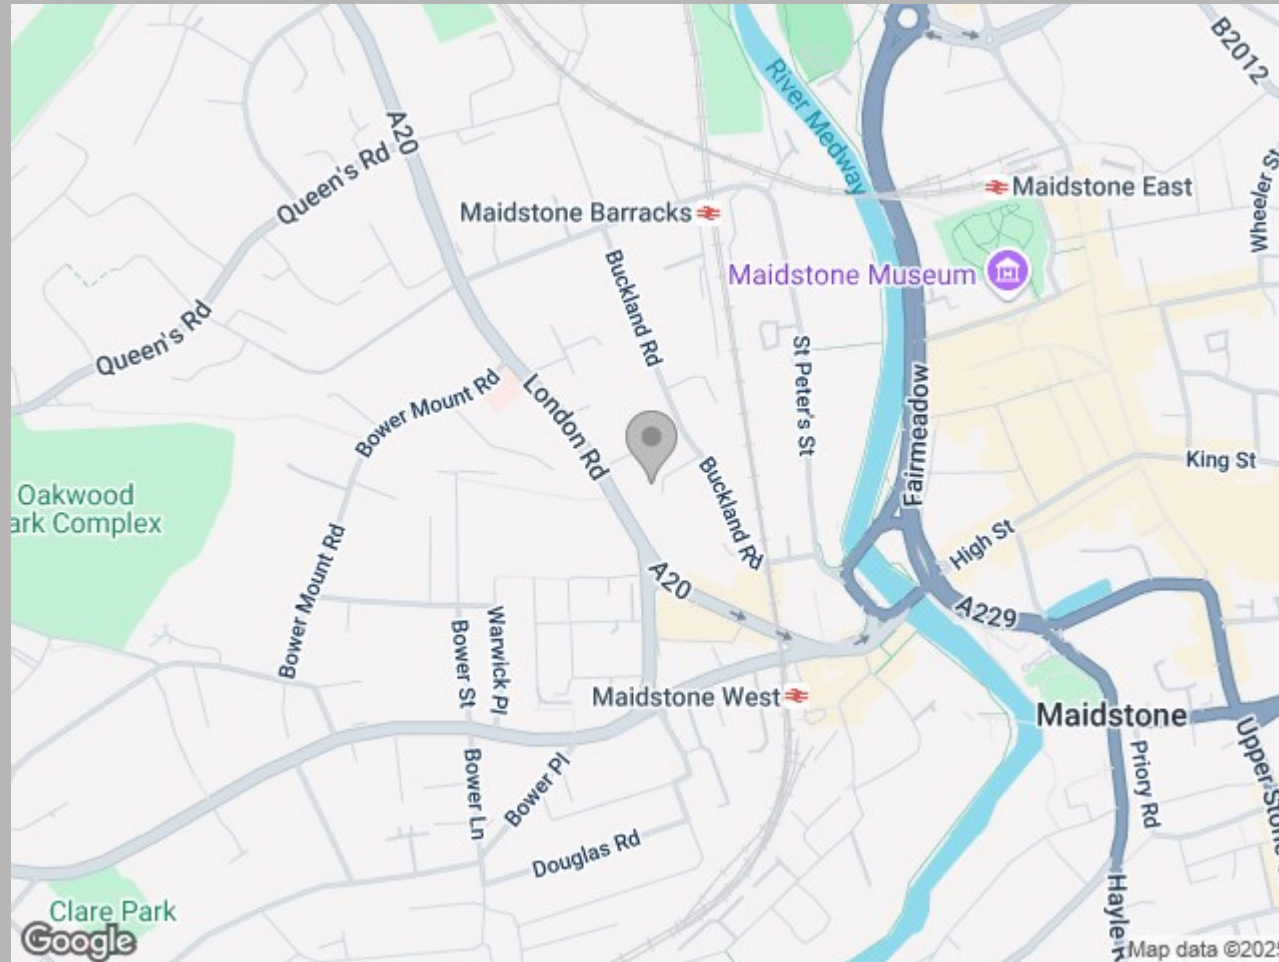 B2012
River Medway
A20
Queen's Rd
Wheeler St
Maidstone East
Maidstone Barracks
Maidstone Museum
Buckland Rd
Queen's Rd
St Peter's St
Bower Mount Rd
London Rd
Fairmeadow
King St
Buckland Rd
Oakwood
ark Complex
High St
Bower Mount Rd
A20
A229
Warwick Pl
Bower St
Maidstone West
Maidstone
Upper Stone
Priory Rd
Bower Pl
Bower Ln
Douglas Rd
Hayle R
Clare Park
Google
Map data ©2025